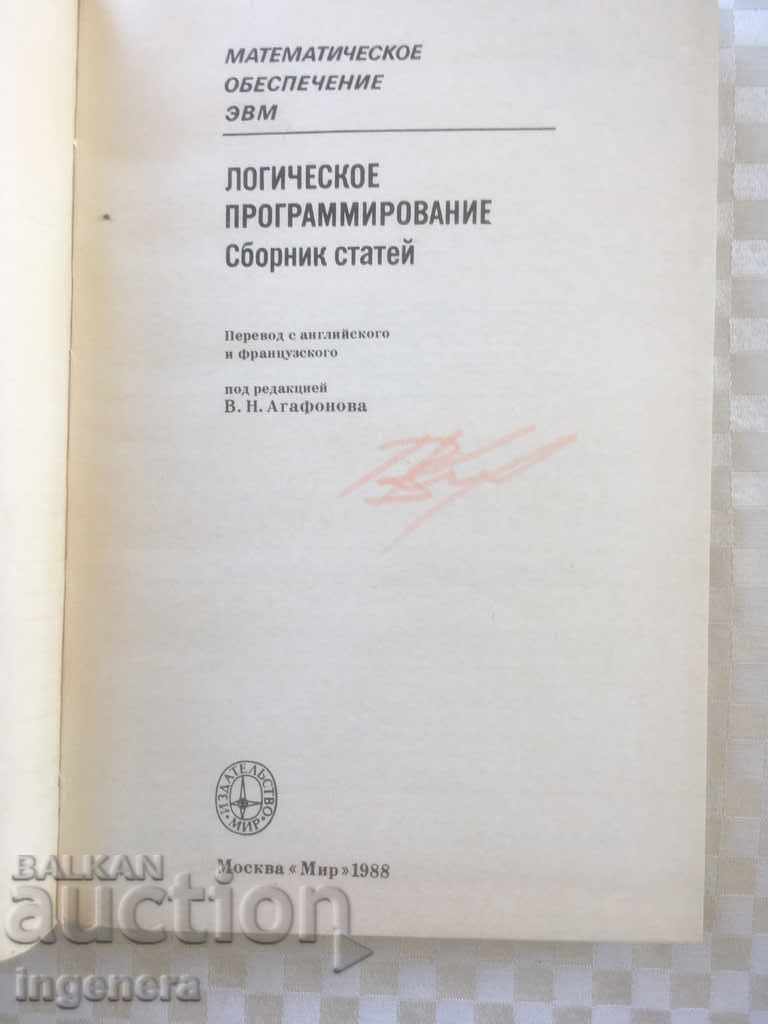 МАТЕМАТИЧЕСКОЕ
ОБЕСПЕЧЕНИЕ
ЭВМ
ЛОГИЧЕСКОЕ
ПРОГРАММИРОВАНИЕ
Сборник статей
Перевод с английского
и французского
под редакцией
В. Н. Агафонова
ИЗДАТЕЛЬСТВО
МИР
Москва «Мир» 1988
BALKAN
auction
ingenera